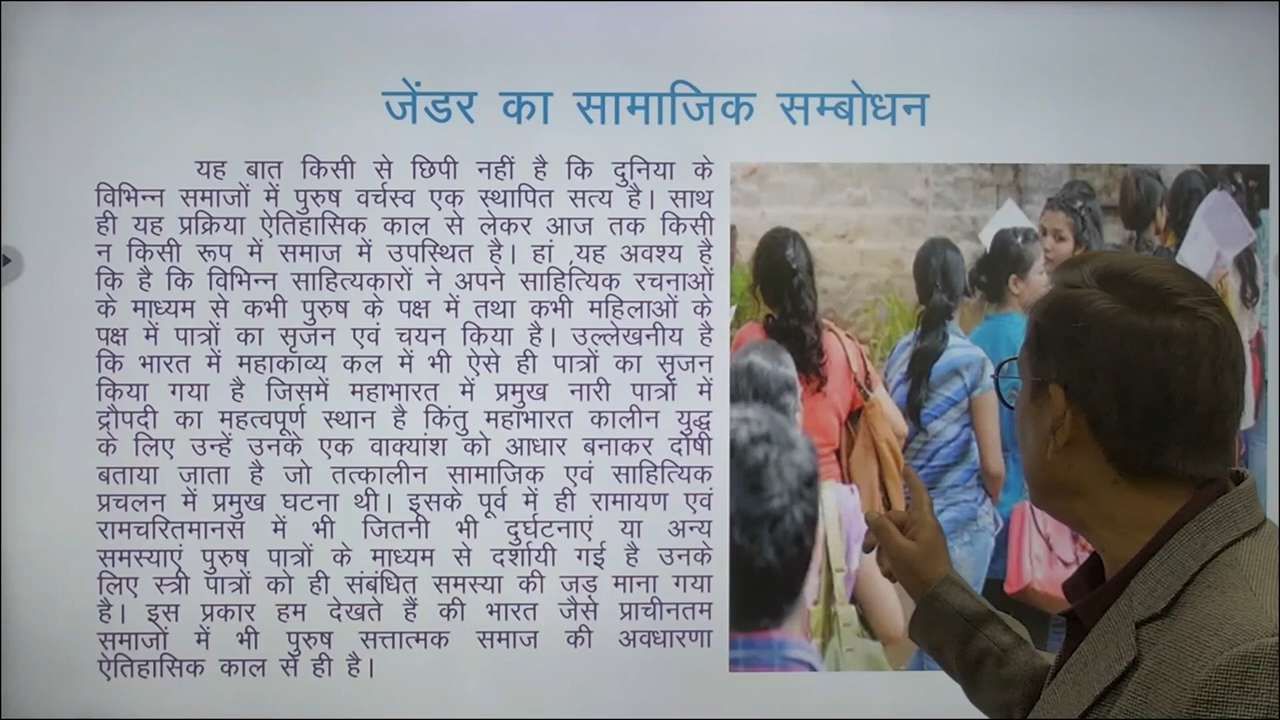 जेंडर का सामाजिक सम्बोधन
यह बात किसी से छिपी नहीं है कि दुनिया के
विभिन्न समाजों में पुरुष वर्चस्व एक स्थापित सत्य है। साथ
ही यह प्रक्रिया ऐतिहासिक काल से लेकर आज तक किसी
न किसी रूप में समाज में उपस्थित है। हां ,यह अवश्य है
कि है कि विभिन्न साहित्यकारों ने अपने साहित्यिक रचनाओं
के माध्यम से कभी पुरुष के पक्ष में तथा कभी महिलाओं के
पक्ष में पात्रों का सृजन एवं चयन किया है। उल्लेखनीय है
कि भारत में महाकाव्य कल में भी ऐसे ही पात्रों का सृजन
किया गया है जिसमें महाभारत में प्रमुख नारी पात्रों में
द्रौपदी का महत्वपूर्ण स्थान है किंतु महाभारत कालीन युद्ध
के लिए उन्हें उनके एक वाक्यांश को आधार बनाकर दोषी
बताया जाता है जो तत्कालीन सामाजिक एवं साहित्यिक
प्रचलन में प्रमुख घटना थी। इसके पूर्व में ही रामायण एवं
रामचरितमानस में भी जितनी भी दुर्घटनाएं या अन्य
समस्याएं पुरुष पात्रों के माध्यम से दर्शायी गई है उनके
लिए स्त्री पात्रों को ही संबंधित समस्या की जड़ माना गया
है। इस प्रकार हम देखते हैं की भारत जैसे प्राचीनतम
समाजों में भी पुरुष सत्तात्मक समाज की अवधारणा
ऐतिहासिक काल से ही है।